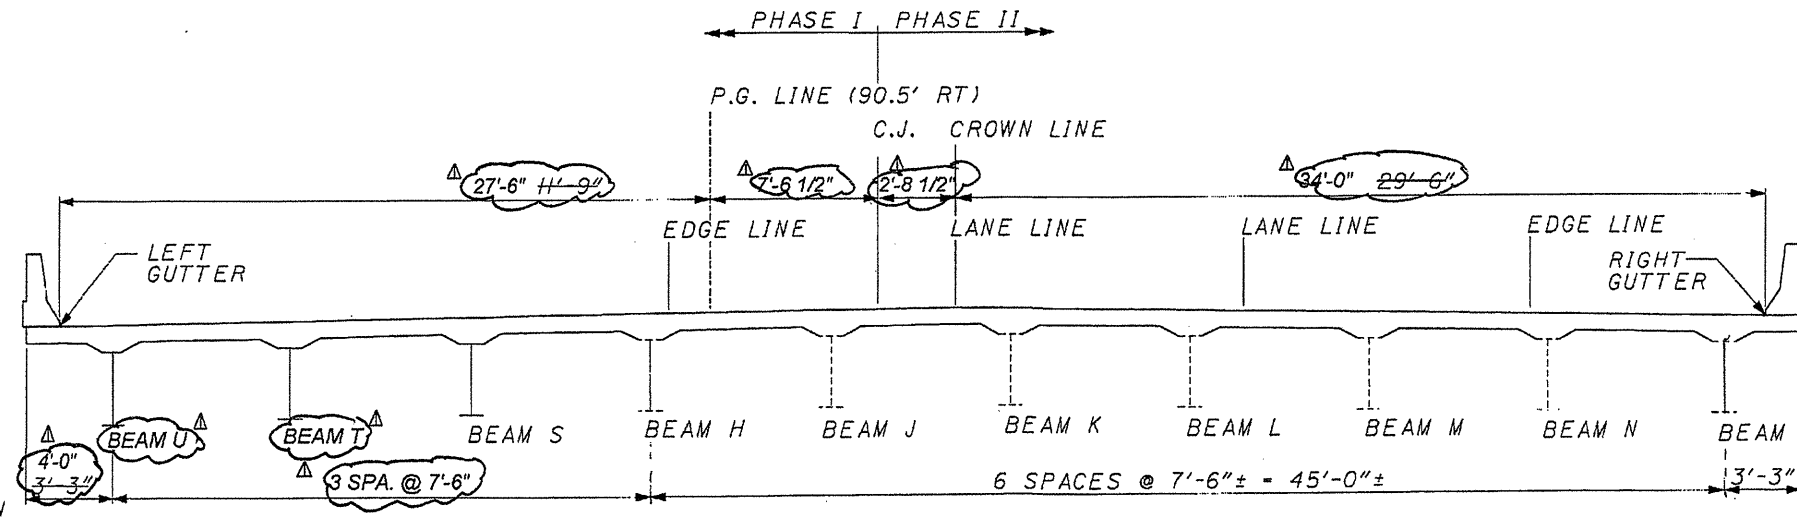 PHASE I PHASE II
P.G. LINE (90.5' RT)
C.J. CROWN LINE
27'-6" 11'-9" 7'-6 1/2" 2'-8 1/2" 34'-0" 29'-6"
EDGE LINE LANE LINE LANE LINE EDGE LINE
LEFT
GUTTER
RIGHT
GUTTER
BEAM U BEAM T BEAM S BEAM H BEAM J BEAM K BEAM L BEAM M BEAM N BEAM
4'-0"
3'-3" 3 SPA. @ 7'-6" 6 SPACES @ 7'-6"± = 45'-0"± 3'-3"